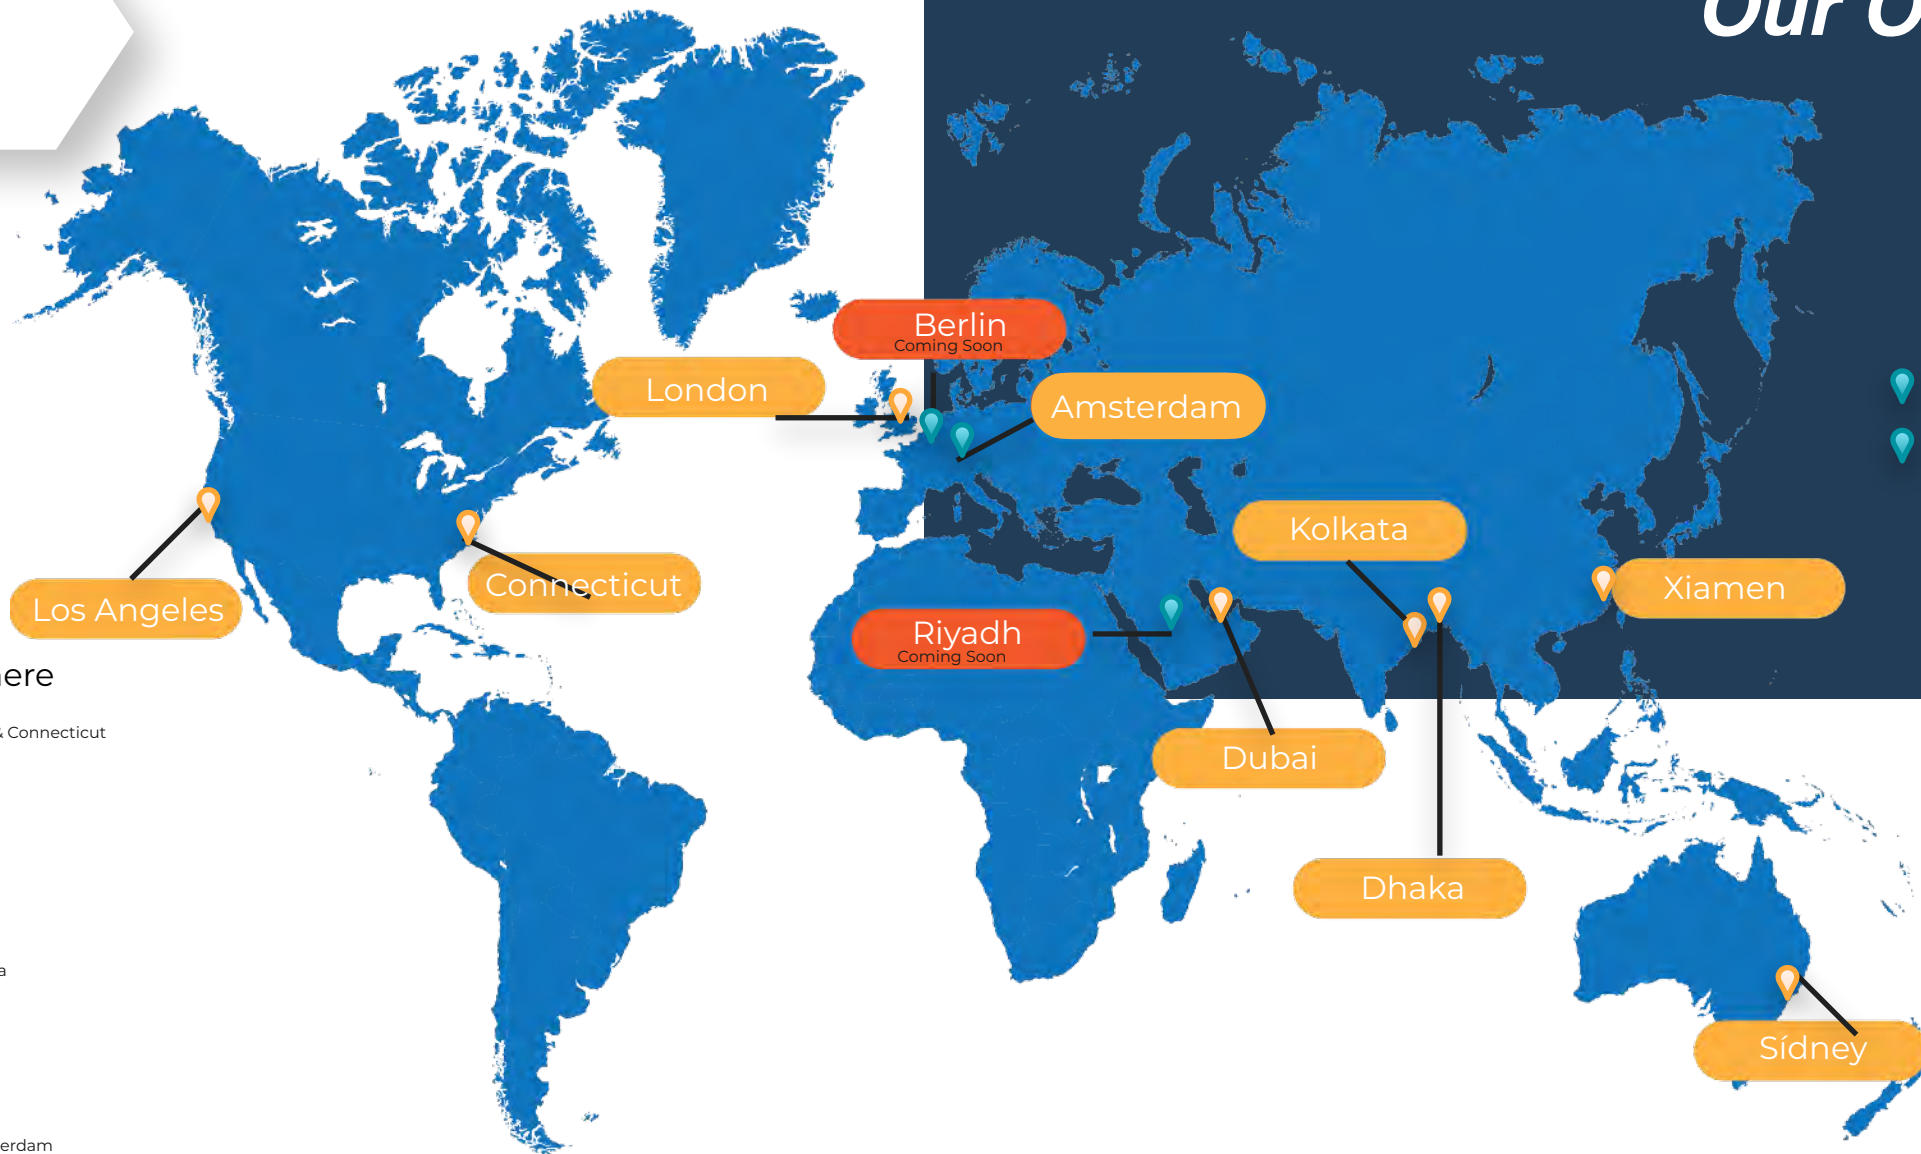 Our O
Berlin
Coming Soon
London
Amsterdam
Kolkata
Connecticut
Xiamen
Los Angeles
Riyadh
Coming Soon
ere
& Connecticut
Dubai
Dhaka
a
Sídney
erdam